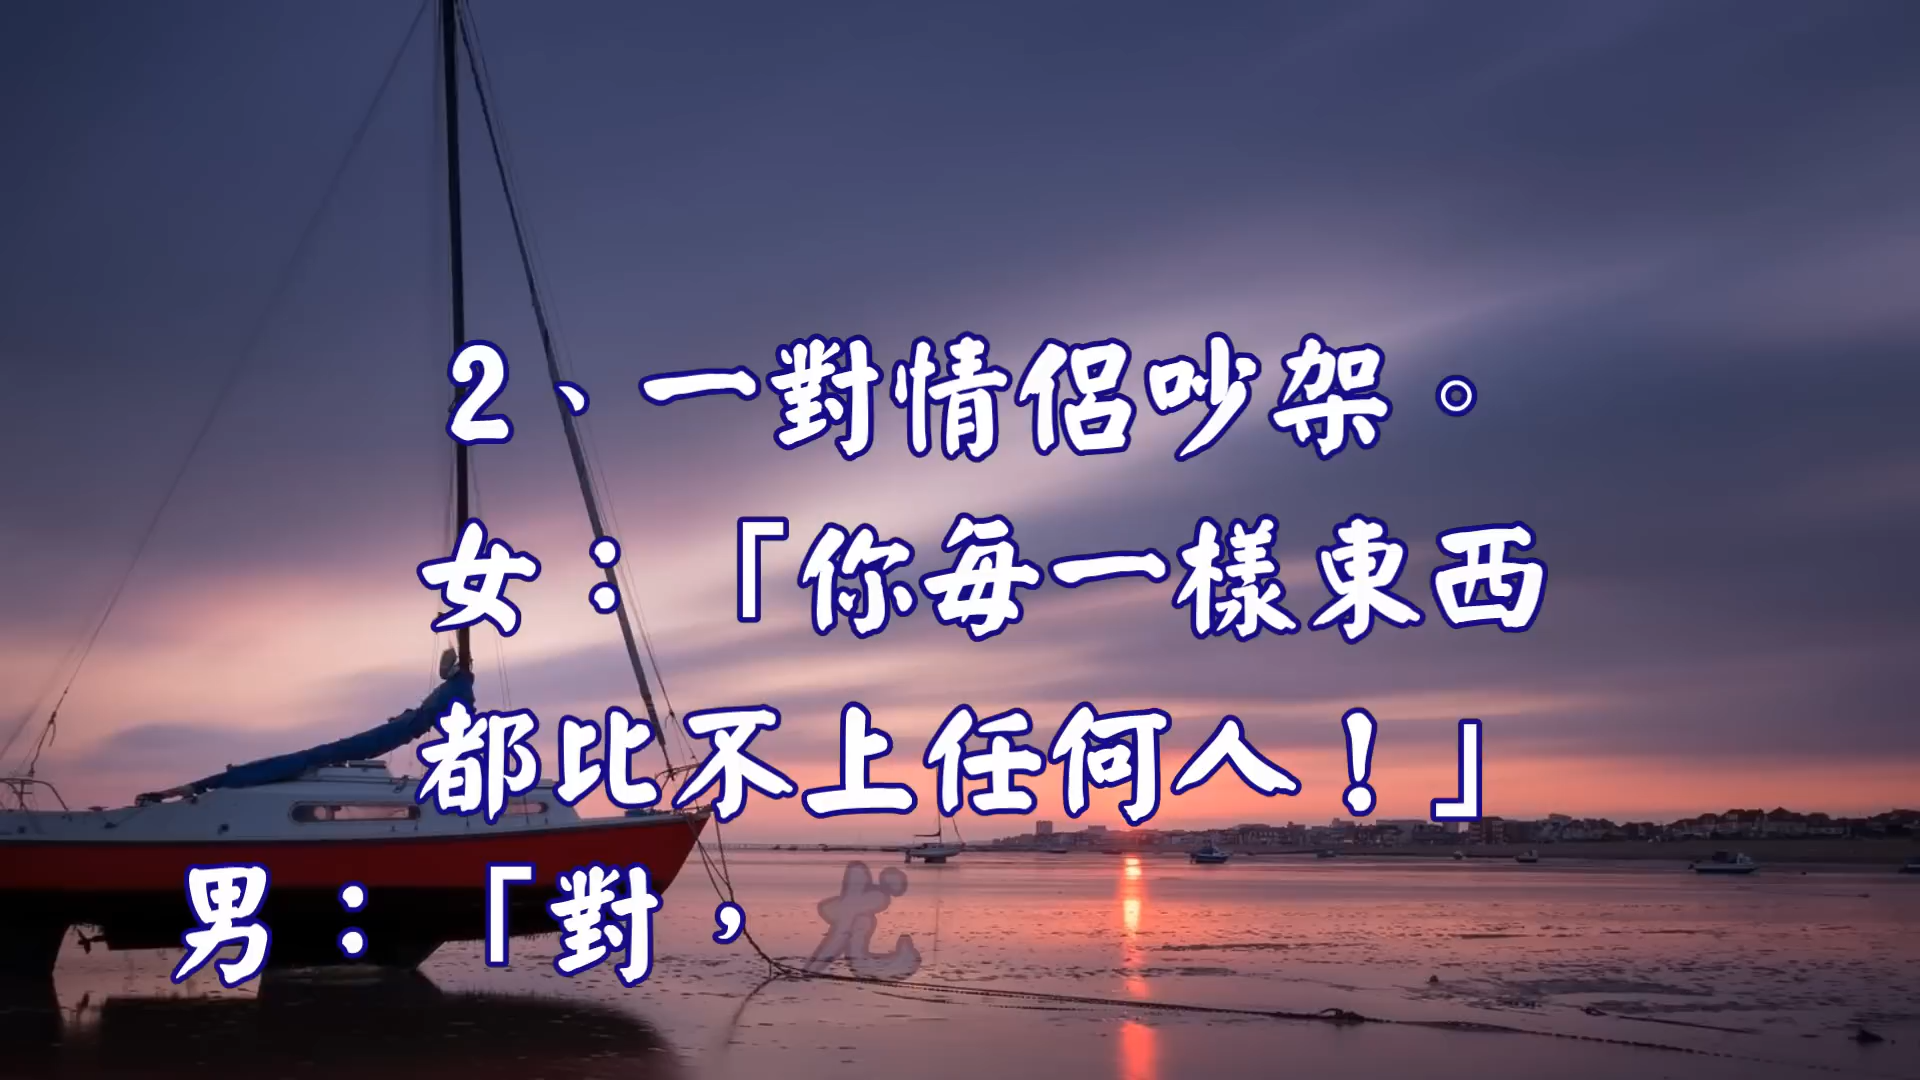 2、一對情侶吵架。
女：「你每一樣東西
都比不上任何人！」
男：「對，尤